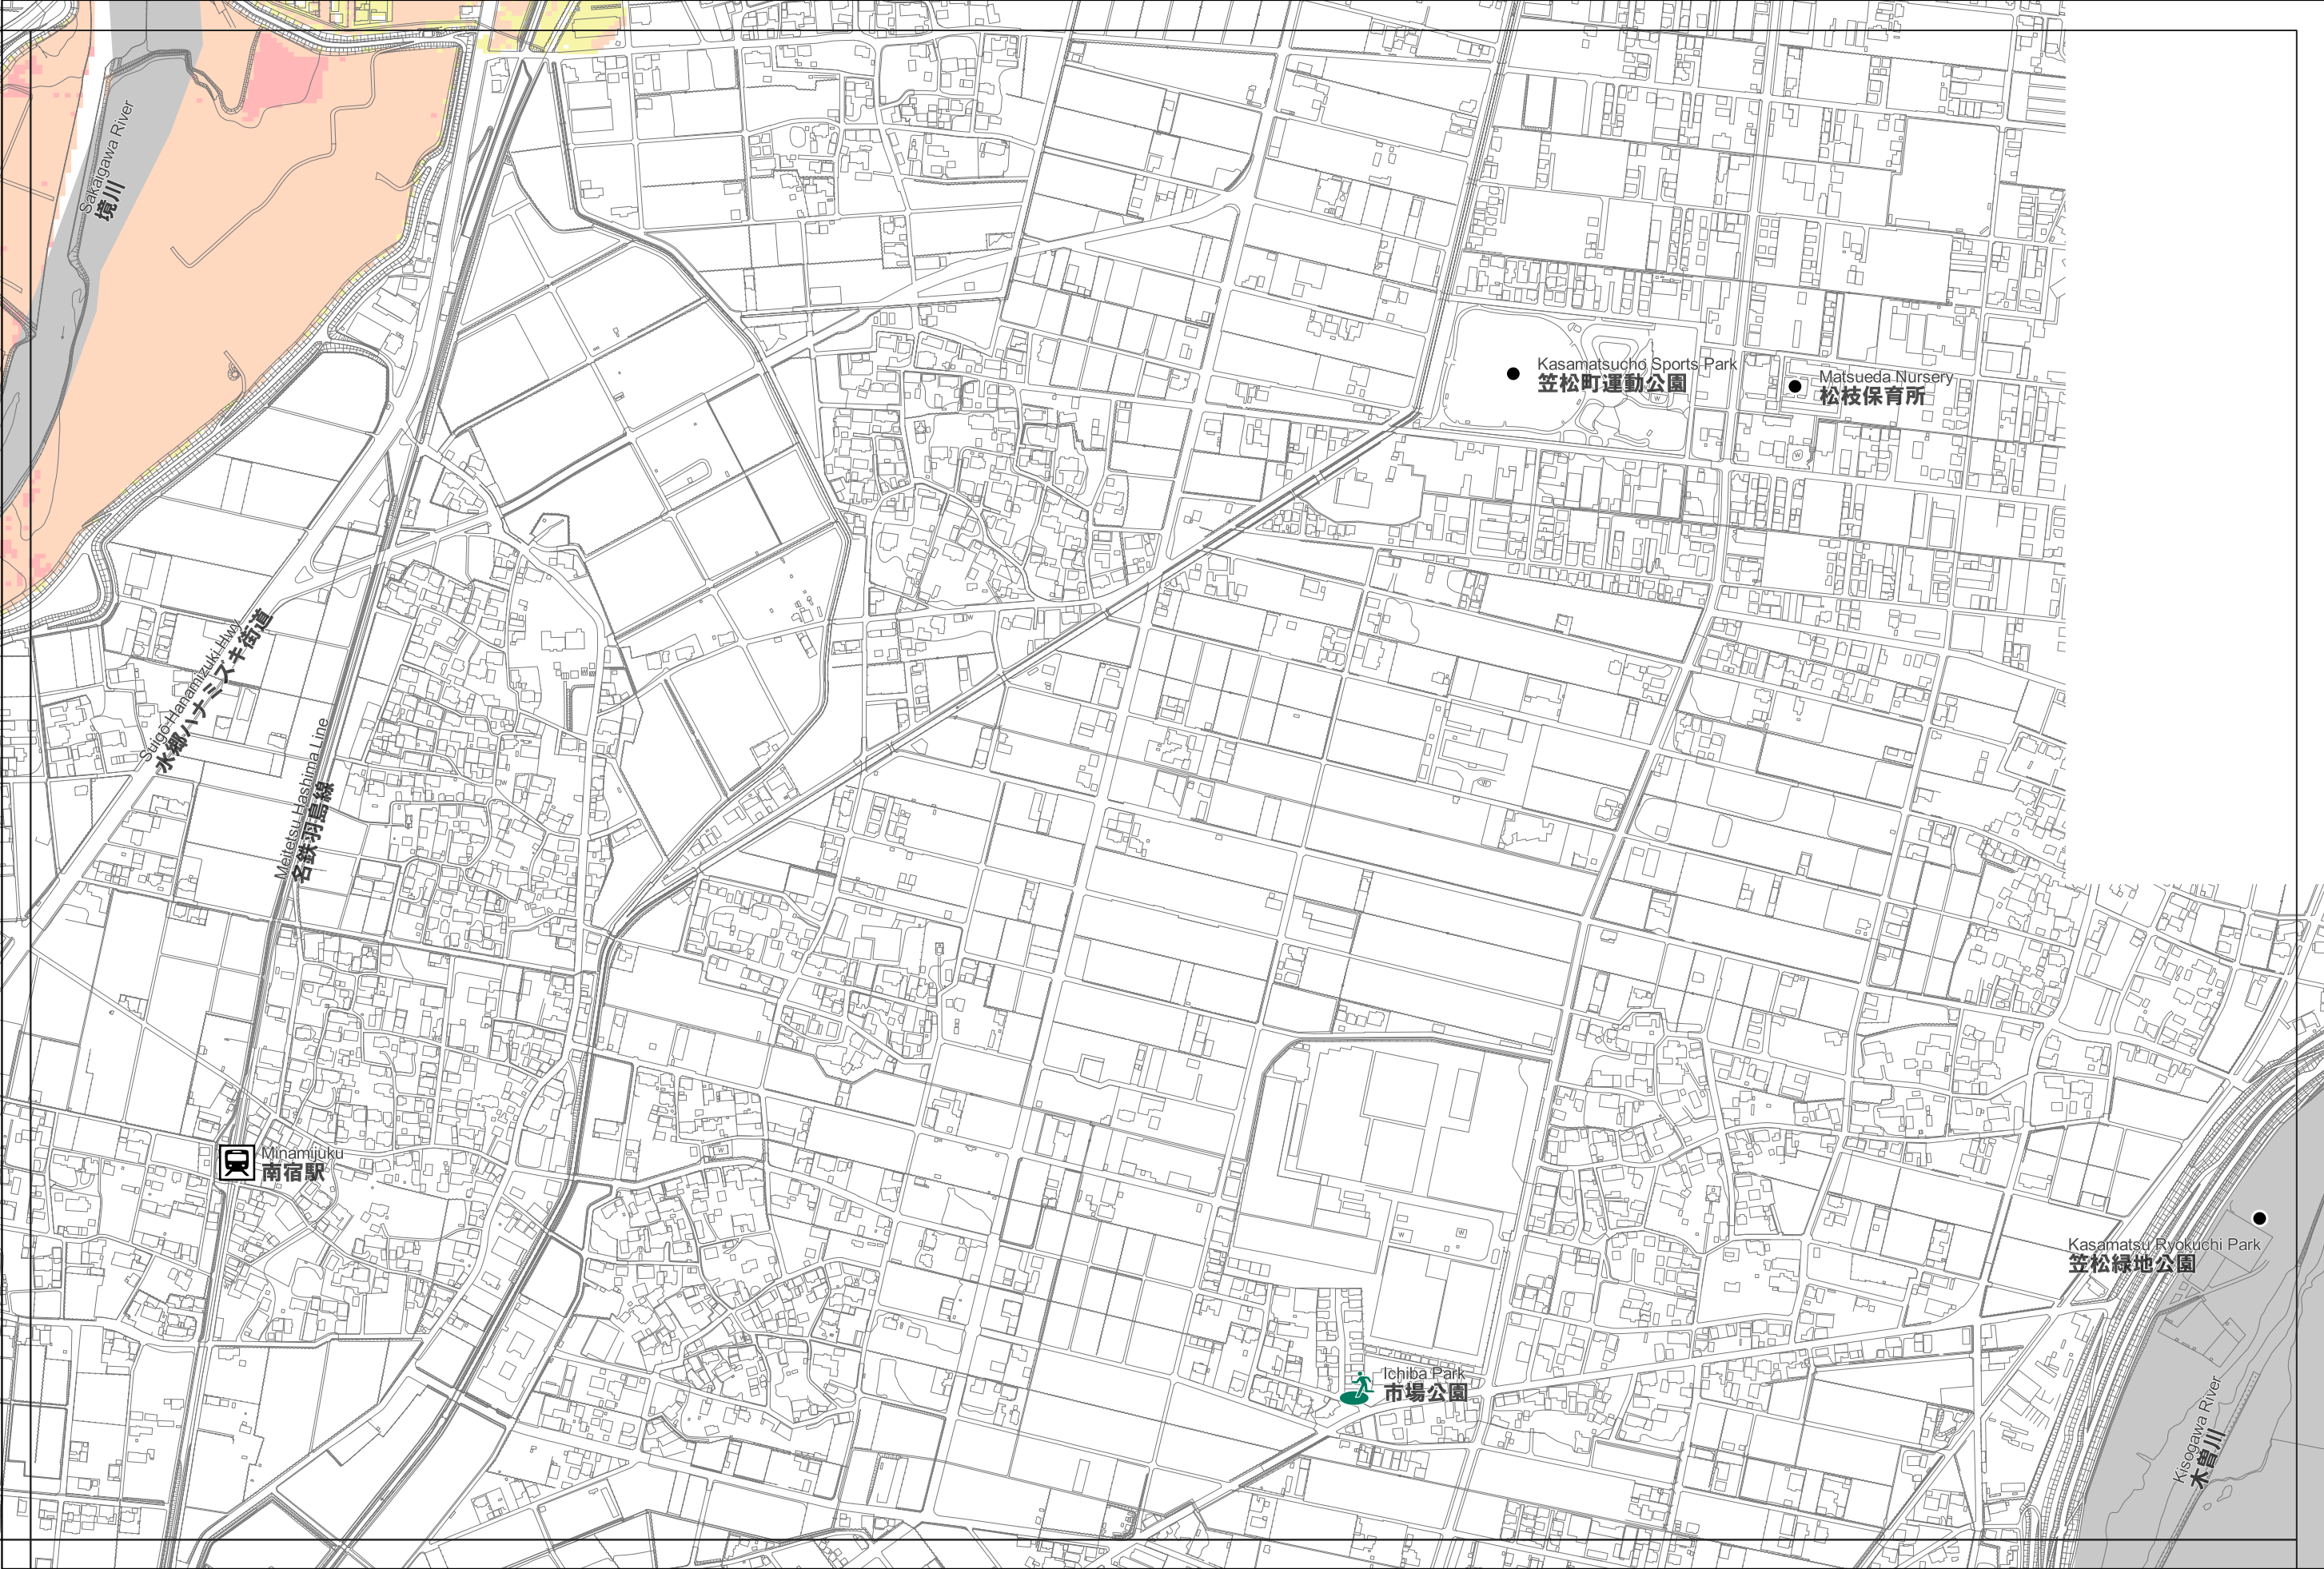 Sakaigawa River
境川
Kasamatsucho Sports Park
笠松町運動公園
Matsueda Nursery
松枝保育所
Suigo Hanamizuki Hwy
水郷ハナミズキ街道
Meitetsu Hashima Line
名鉄羽島線
Minamijuku
南宿駅
Kasamatsu Ryokuchi Park
笠松緑地公園
Ichiba Park
市場公園
Kisogawa River
木曽川